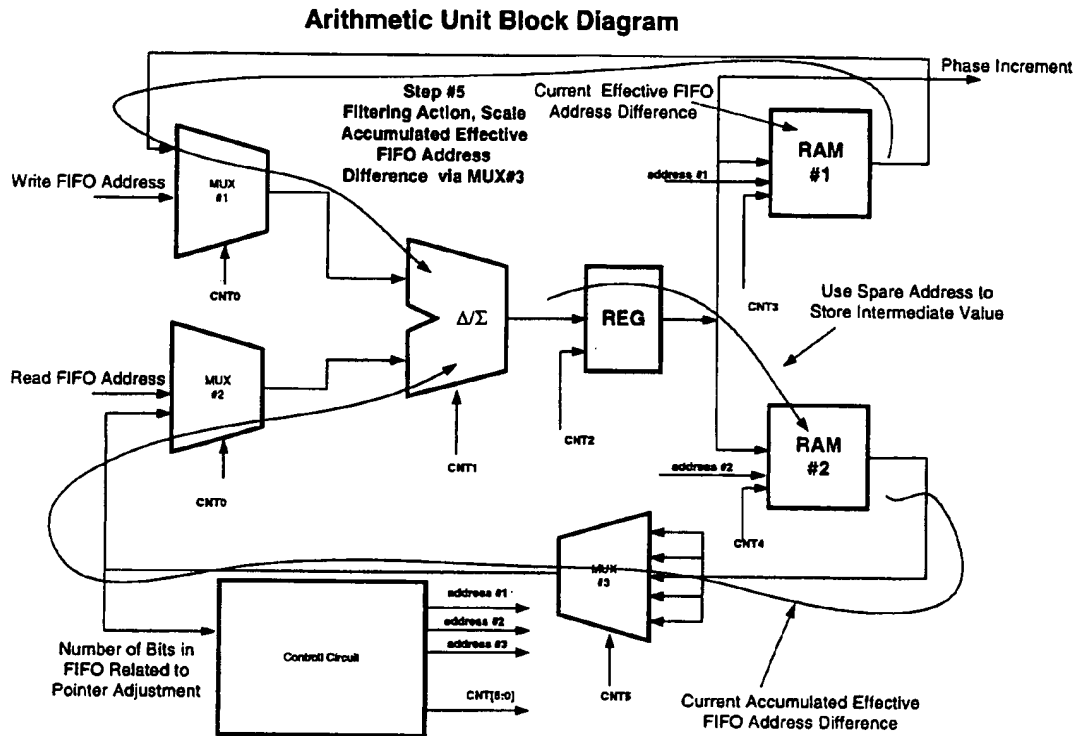 Arithmetic Unit Block Diagram
Phase Increment
Step #5
Filtering Action, Scale
Accumulated Effective
FIFO Address
Difference via MUX#3
Current Effective FIFO
Address Difference
RAM
#1
address #1
CNT3
Write FIFO Address
MUX
#1
CNT0
Δ/Σ
REG
Use Spare Address to
Store Intermediate Value
Read FIFO Address
MUX
#2
CNT0
CNT1
CNT2
RAM
#2
address #2
CNT4
MUX
#3
CNT5
Number of Bits in
FIFO Related to
Pointer Adjustment
Controll Circuit
address #1
address #2
address #3
CNT[5:0]
Current Accumulated Effective
FIFO Address Difference